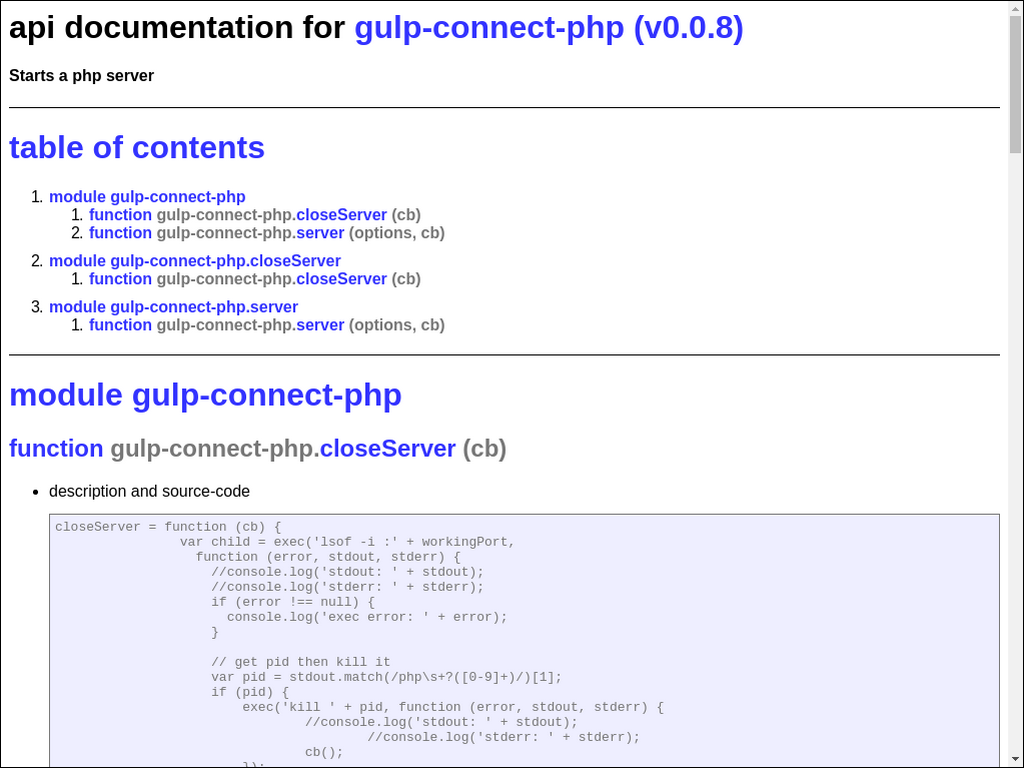 api documentation for gulp-connect-php (v0.0.8)
Starts a php server
table of contents
1. module gulp-connect-php
1. function gulp-connect-php.closeServer (cb)
2. function gulp-connect-php.server (options, cb)
2. module gulp-connect-php.closeServer
1. function gulp-connect-php.closeServer (cb)
3. module gulp-connect-php.server
1. function gulp-connect-php.server (options, cb)
module gulp-connect-php
function gulp-connect-php.closeServer (cb)
• description and source-code
closeServer = function (cb) {
var child = exec('lsof -i :' + workingPort,
function (error, stdout, stderr) {
//console.log('stdout: ' + stdout);
//console.log('stderr: ' + stderr);
if (error !== null) {
console.log('exec error: ' + error);
}
// get pid then kill it
var pid = stdout.match(/php\s+?([0-9]+)/)[1];
if (pid) {
exec('kill ' + pid, function (error, stdout, stderr) {
//console.log('stdout: ' + stdout);
//console.log('stderr: ' + stderr);
cb();
});